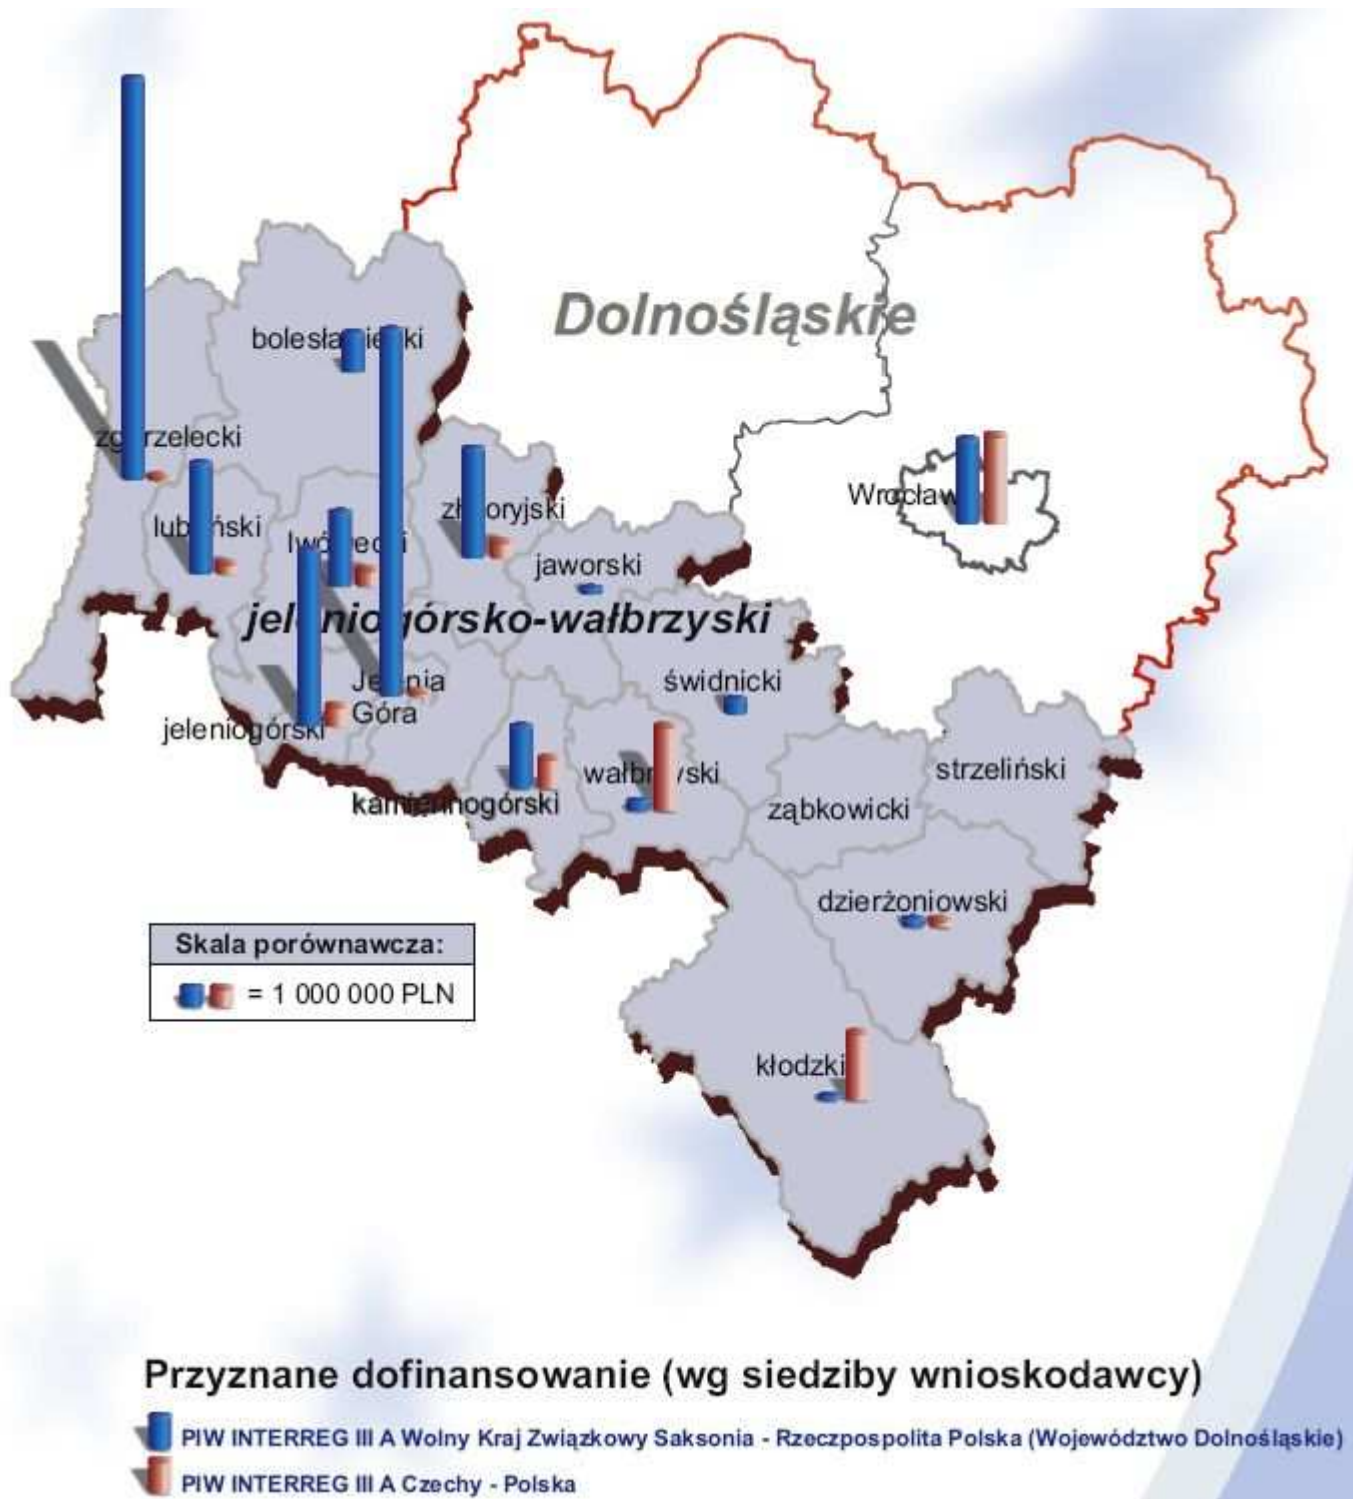 Dolnośląskie
bolesławiecki
zgorzelecki
Wrocław
lubański
lwówecki
złotoryjski
jaworski
jeleniogórsko-wałbrzyski
Jelenia
Góra
świdnicki
jeleniogórski
kamiennogórski
wałbrzyski
ząbkowicki
strzeliński
dzierżoniowski
Skala porównawcza:
= 1 000 000 PLN
kłodzki
Przyznane dofinansowanie (wg siedziby wnioskodawcy)
PIW INTERREG III A Wolny Kraj Związkowy Saksonia - Rzeczpospolita Polska (Województwo Dolnośląskie)
PIW INTERREG III A Czechy - Polska